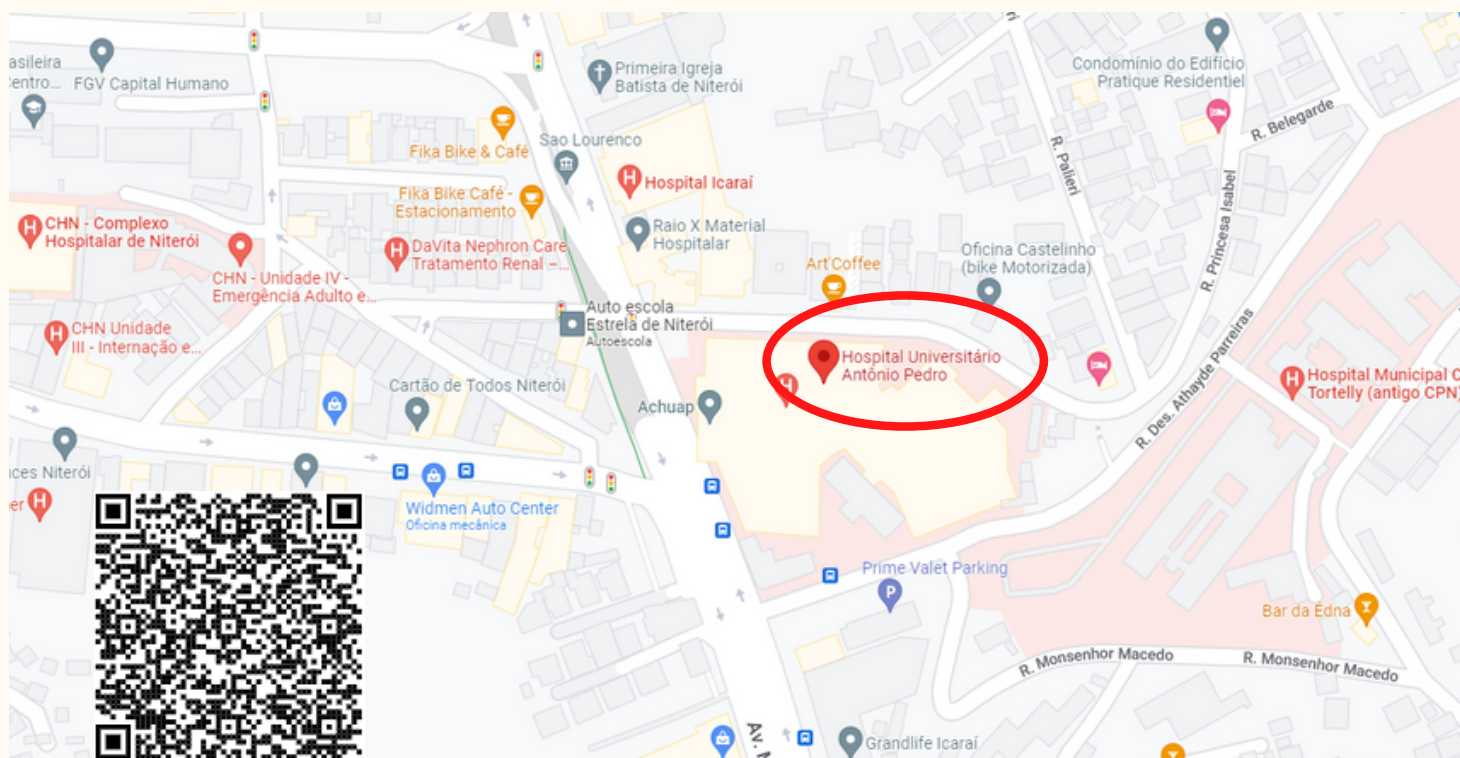 asileira
entro...
FGV Capital Humano
Primeira Igreja
Batista de Niterói
Condomínio do Edifício
Pratique Residentiel
R. Belegarde
Fika Bike & Café
Sao Lourenco
R. Palieri
Hospital Icaraí
Fika Bike Café -
Estacionamento
R. Princesa Isabel
CHN - Complexo
Hospitalar de Niterói
Raio X Material
Hospitalar
DaVita Nephron Care
Tratamento Renal –...
Oficina Castelinho
(bike Motorizada)
Art'Coffee
CHN - Unidade IV -
Emergência Adulto e...
Auto escola
Estrela de Niterói
Autoescola
CHN Unidade
III - Internação e...
Hospital Universitário
Antônio Pedro
R. Des. Athayde Parreiras
Hospital Municipal C
Tortelly (antigo CPN)
Cartão de Todos Niterói
Achuap
ices Niterói
er
Widmen Auto Center
Oficina mecânica
Prime Valet Parking
Bar da Édna
R. Monsenhor Macedo
R. Monsenhor Macedo
Av.
Grandlife Icaraí